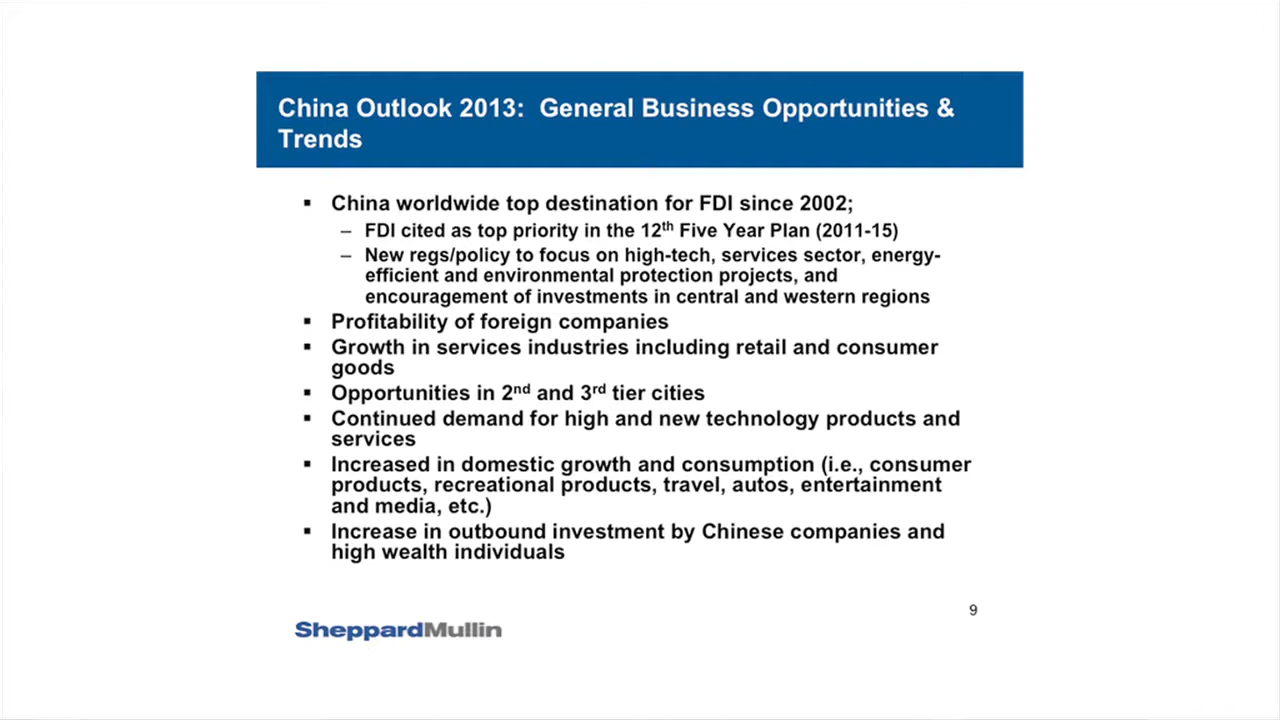 China Outlook 2013:  General Business Opportunities &
Trends
▪ China worldwide top destination for FDI since 2002;
– FDI cited as top priority in the 12th Five Year Plan (2011-15)
– New regs/policy to focus on high-tech, services sector, energy-
efficient and environmental protection projects, and
encouragement of investments in central and western regions
▪ Profitability of foreign companies
▪ Growth in services industries including retail and consumer
goods
▪ Opportunities in 2nd and 3rd tier cities
▪ Continued demand for high and new technology products and
services
▪ Increased in domestic growth and consumption (i.e., consumer
products, recreational products, travel, autos, entertainment
and media, etc.)
▪ Increase in outbound investment by Chinese companies and
high wealth individuals
9
SheppardMullin